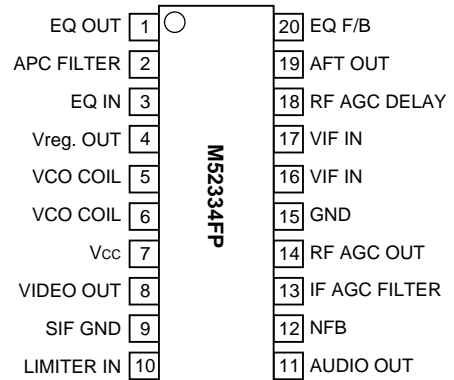 EQ OUT 1 20 EQ F/B
APC FILTER 2 19 AFT OUT
EQ IN 3 18 RF AGC DELAY
Vreg. OUT 4 17 VIF IN
VCO COIL 5 16 VIF IN
VCO COIL 6 15 GND
Vcc 7 14 RF AGC OUT
VIDEO OUT 8 13 IF AGC FILTER
SIF GND 9 12 NFB
LIMITER IN 10 11 AUDIO OUT
M52334FP